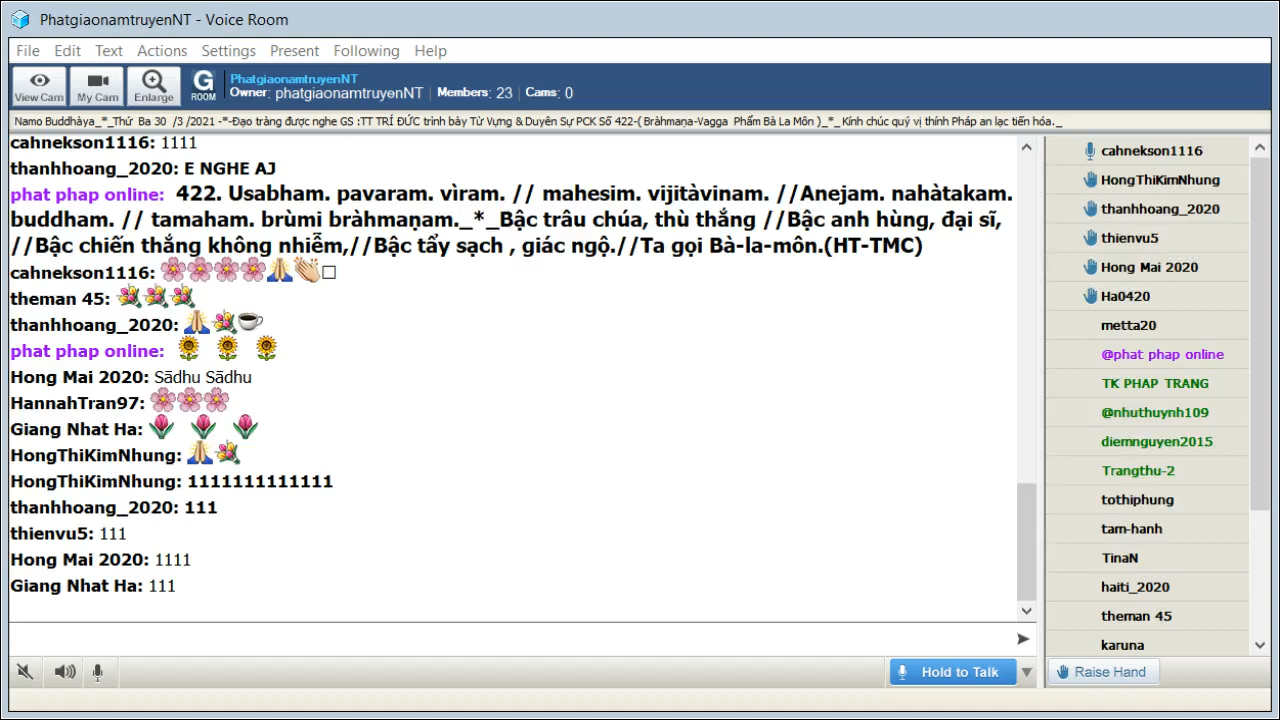 PhatgiaonamtruyenNT - Voice Room
File Edit Text Actions Settings Present Following Help
View Cam My Cam Enlarge G ROOM
PhatgiaonamtruyenNT
Owner: phatgiaonamtruyenNT | Members: 23 | Cams: 0
Namo Buddhàya_*_Thứ Ba 30 /3 /2021 -*-Đạo tràng được nghe GS :TT TRÍ ĐỨC trình bày Từ Vựng & Duyên Sự PCK Số 422-( Bràhmaṇa-Vagga Phẩm Bà La Môn )_*_ Kính chúc quý vị thính Pháp an lạc tiến hóa._
cahnekson1116: 1111
thanhhoang_2020: E NGHE AJ
phat phap online: 422. Usabham. pavaram. vìram. // mahesim. vijitàvinam. //Anejam. nahàtakam.
buddham. // tamaham. brùmi bràhmaṇam._*_Bậc trâu chúa, thù thắng //Bậc anh hùng, đại sĩ,
//Bậc chiến thắng không nhiễm,//Bậc tẩy sạch , giác ngộ.//Ta gọi Bà-la-môn.(HT-TMC)
cahnekson1116: 🌸🌸🌸🌸🙏👏□
theman 45: 💐💐💐
thanhhoang_2020: 🙏💐☕
phat phap online: 🌻 🌻 🌻
Hong Mai 2020: Sādhu Sādhu
HannahTran97: 🌸🌸🌸
Giang Nhat Ha: 🌷 🌷 🌷
HongThiKimNhung: 🙏💐
HongThiKimNhung: 1111111111111
thanhhoang_2020: 111
thienvu5: 111
Hong Mai 2020: 1111
Giang Nhat Ha: 111
cahnekson1116
HongThiKimNhung
thanhhoang_2020
thienvu5
Hong Mai 2020
Ha0420
metta20
@phat phap online
TK PHAP TRANG
@nhuthuynh109
diemnguyen2015
Trangthu-2
tothiphung
tam-hanh
TinaN
haiti_2020
theman 45
karuna
Hold to Talk
Raise Hand